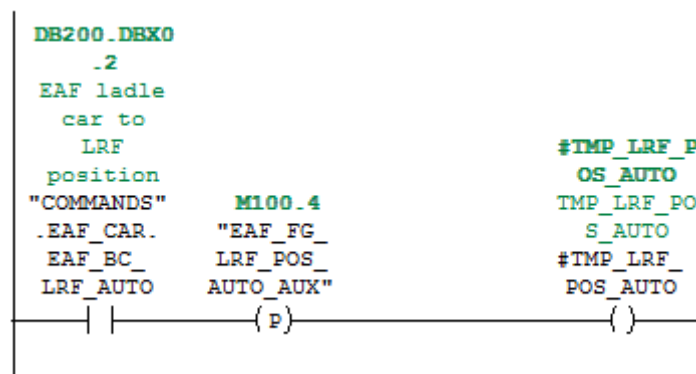 DB200.DBX0
.2
EAF ladle
car to
LRF
position
"COMMANDS"
.EAF_CAR.
EAF_BC_
LRF_AUTO
M100.4
"EAF_FG_
LRF_POS_
AUTO_AUX"
P
#TMP_LRF_P
OS_AUTO
TMP_LRF_PO
S_AUTO
#TMP_LRF_
POS_AUTO